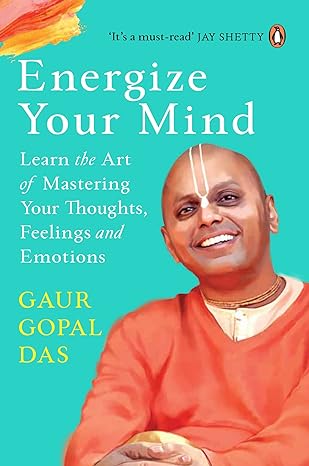 ‘It’s a must-read’ JAY SHETTY
Energize
Your Mind
Learn the Art
of Mastering
Your Thoughts,
Feelings and
Emotions
GAUR
GOPAL
DAS